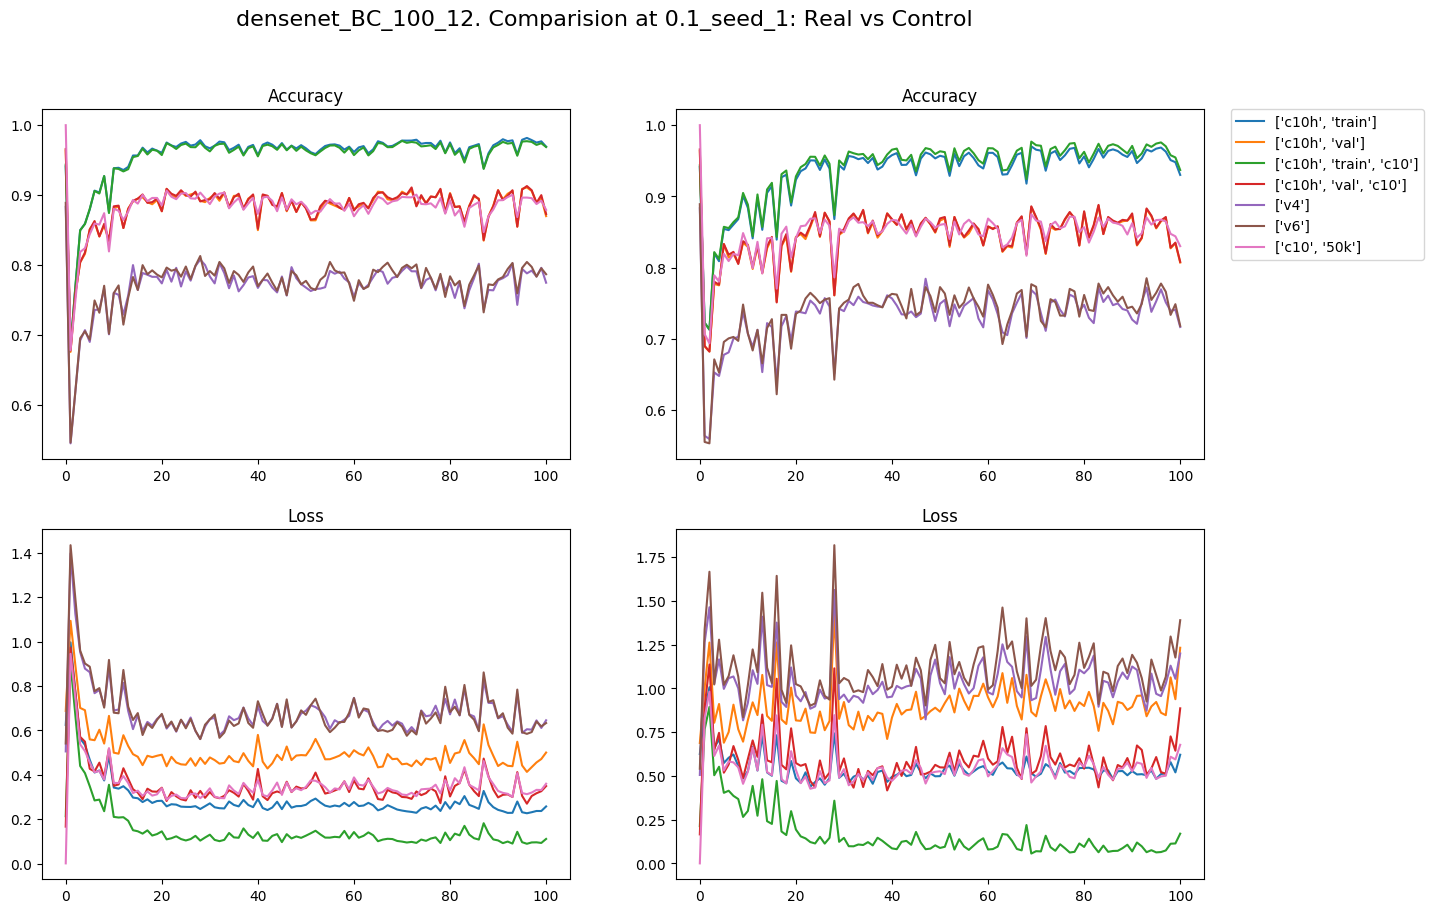 densenet_BC_100_12. Comparision at 0.1_seed_1: Real vs Control
Accuracy
1.0
0.9
0.8
0.7
0.6
0 20 40 60 80 100
Accuracy
1.0
0.9
0.8
0.7
0.6
0 20 40 60 80 100
['c10h', 'train']
['c10h', 'val']
['c10h', 'train', 'c10']
['c10h', 'val', 'c10']
['v4']
['v6']
['c10', '50k']
Loss
1.4
1.2
1.0
0.8
0.6
0.4
0.2
0.0
0 20 40 60 80 100
Loss
1.75
1.50
1.25
1.00
0.75
0.50
0.25
0.00
0 20 40 60 80 100